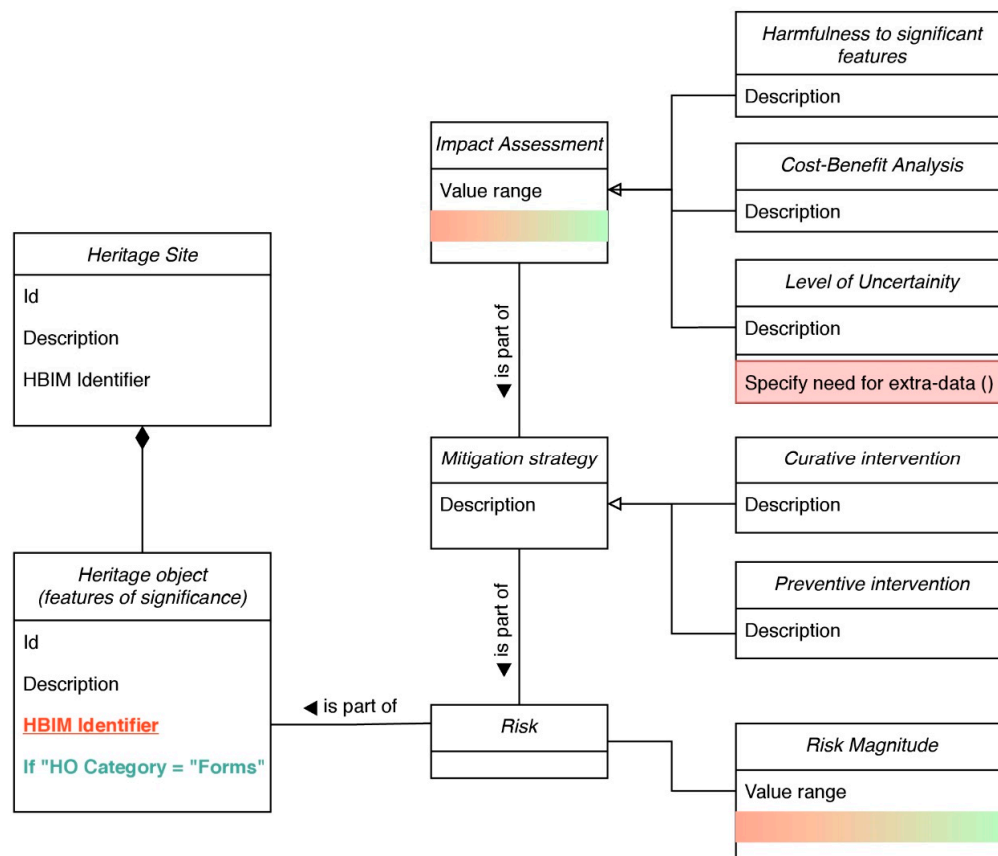 Harmfulness to significant
features
Description
Impact Assessment
Value range
Cost-Benefit Analysis
Description
Heritage Site
Id
Description
HBIM Identifier
Level of Uncertainity
Description
Specify need for extra-data ()
◀ is part of
Mitigation strategy
Description
Curative intervention
Description
Preventive intervention
Description
Heritage object
(features of significance)
Id
Description
HBIM Identifier
If "HO Category = "Forms"
◀ is part of
◀ is part of
Risk
Risk Magnitude
Value range